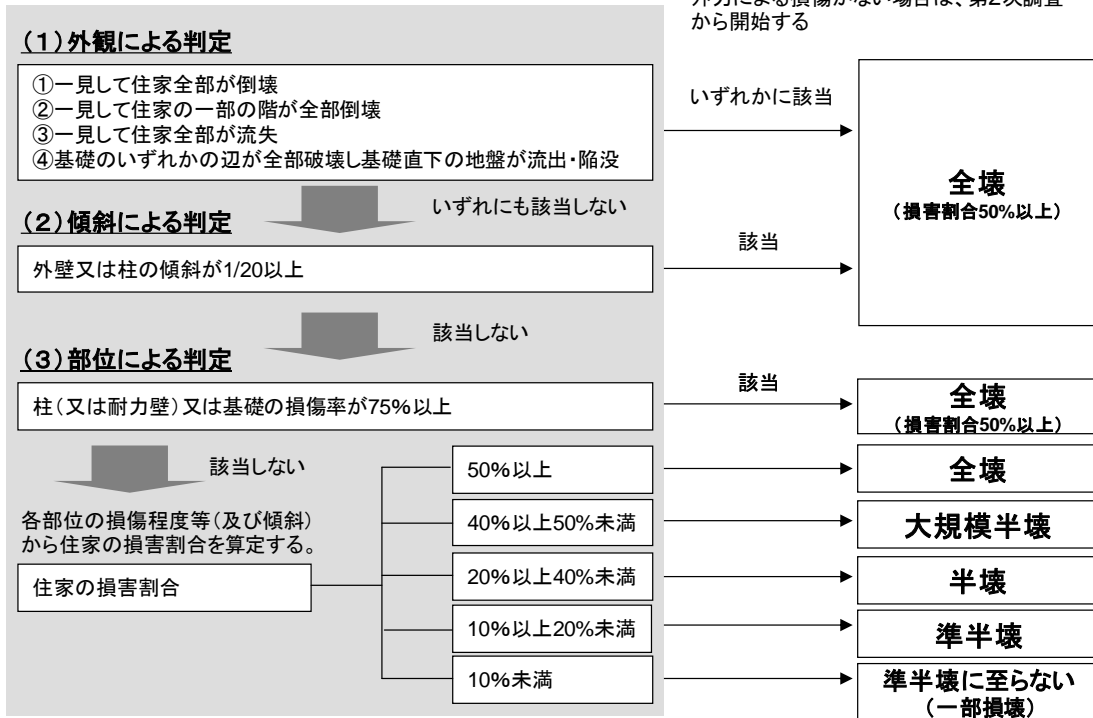 外力による損傷がない場合は、第2次調査
から開始する
(1)外観による判定
①一見して住家全部が倒壊
②一見して住家の一部の階が全部倒壊
③一見して住家全部が流失
④基礎のいずれかの辺が全部破壊し基礎直下の地盤が流出・陥没
いずれかに該当
全壊
(損害割合50%以上)
いずれにも該当しない
(2)傾斜による判定
外壁又は柱の傾斜が1/20以上
該当
該当しない
(3)部位による判定
柱(又は耐力壁)又は基礎の損傷率が75%以上
該当
全壊
(損害割合50%以上)
該当しない
各部位の損傷程度等(及び傾斜)
から住家の損害割合を算定する。
住家の損害割合
50%以上
全壊
40%以上50%未満
大規模半壊
20%以上40%未満
半壊
10%以上20%未満
準半壊
10%未満
準半壊に至らない
(一部損壊)